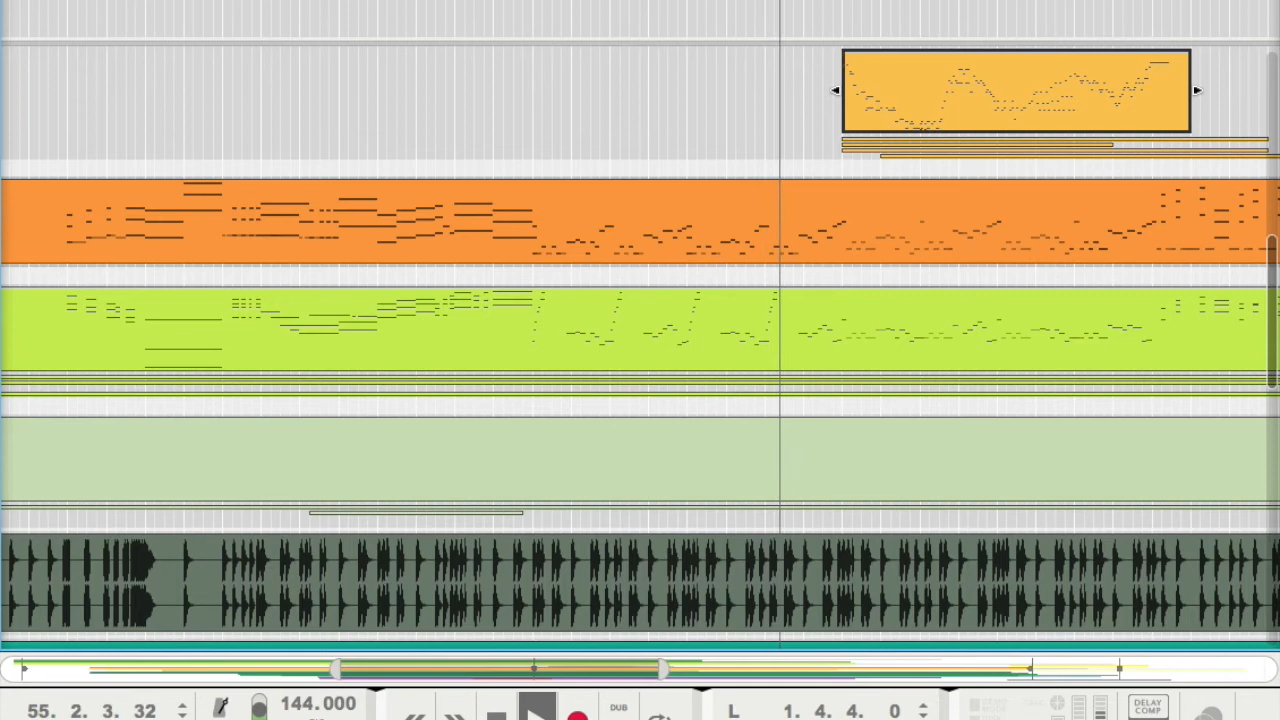 144.000
DUB
DELAY
COMP
55. 2. 3. 32
L 1. 4. 4. 0